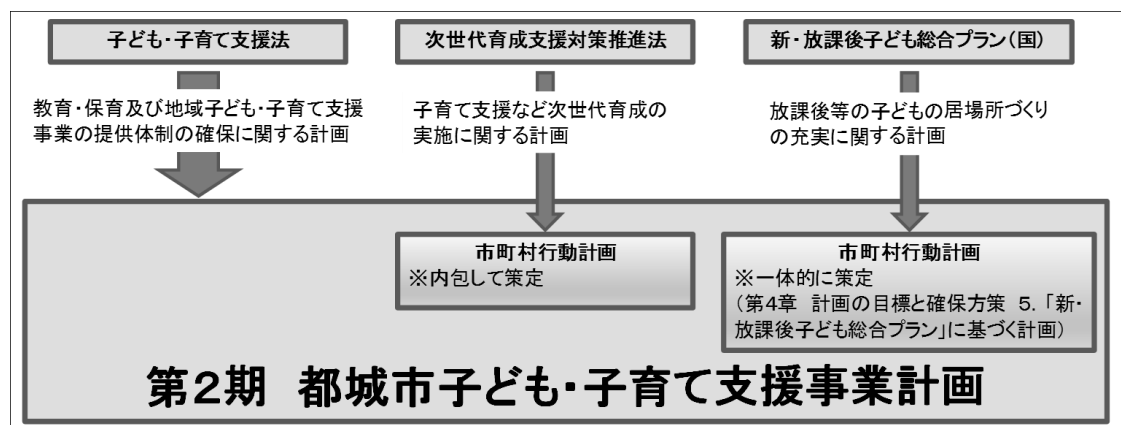 子ども・子育て支援法
次世代育成支援対策推進法
新・放課後子ども総合プラン（国）
教育・保育及び地域子ども・子育て支援
事業の提供体制の確保に関する計画
子育て支援など次世代育成の
実施に関する計画
放課後等の子どもの居場所づくり
の充実に関する計画
市町村行動計画
※内包して策定
市町村行動計画
※一体的に策定
（第4章 計画の目標と確保方策 5.「新・
放課後子ども総合プラン」に基づく計画）
第２期 都城市子ども・子育て支援事業計画